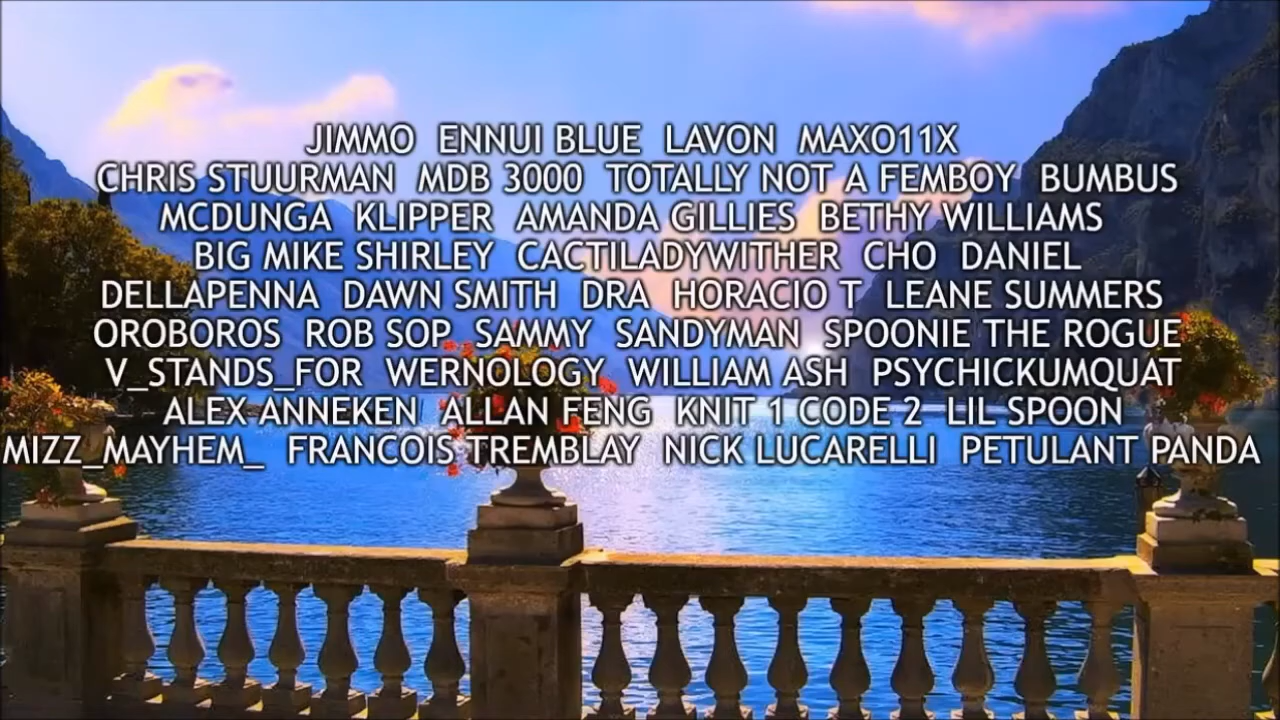 JIMMO ENNUI BLUE LAVON MAXO11X
CHRIS STUURMAN MDB 3000 TOTALLY NOT A FEMBOY BUMBUS
MCDUNGA KLIPPER AMANDA GILLIES BETHY WILLIAMS
BIG MIKE SHIRLEY CACTILADYWITHER CHO DANIEL
DELLAPENNA DAWN SMITH DRA HORACIO T LEANE SUMMERS
OROBOROS ROB SOP SAMMY SANDYMAN SPOONIE THE ROGUE
V_STANDS_FOR WERNOLOGY WILLIAM ASH PSYCHICKUMQUAT
ALEX ANNEKEN ALLAN FENG KNIT 1 CODE 2 LIL SPOON
MIZZ_MAYHEM_ FRANCOIS TREMBLAY NICK LUCARELLI PETULANT PANDA